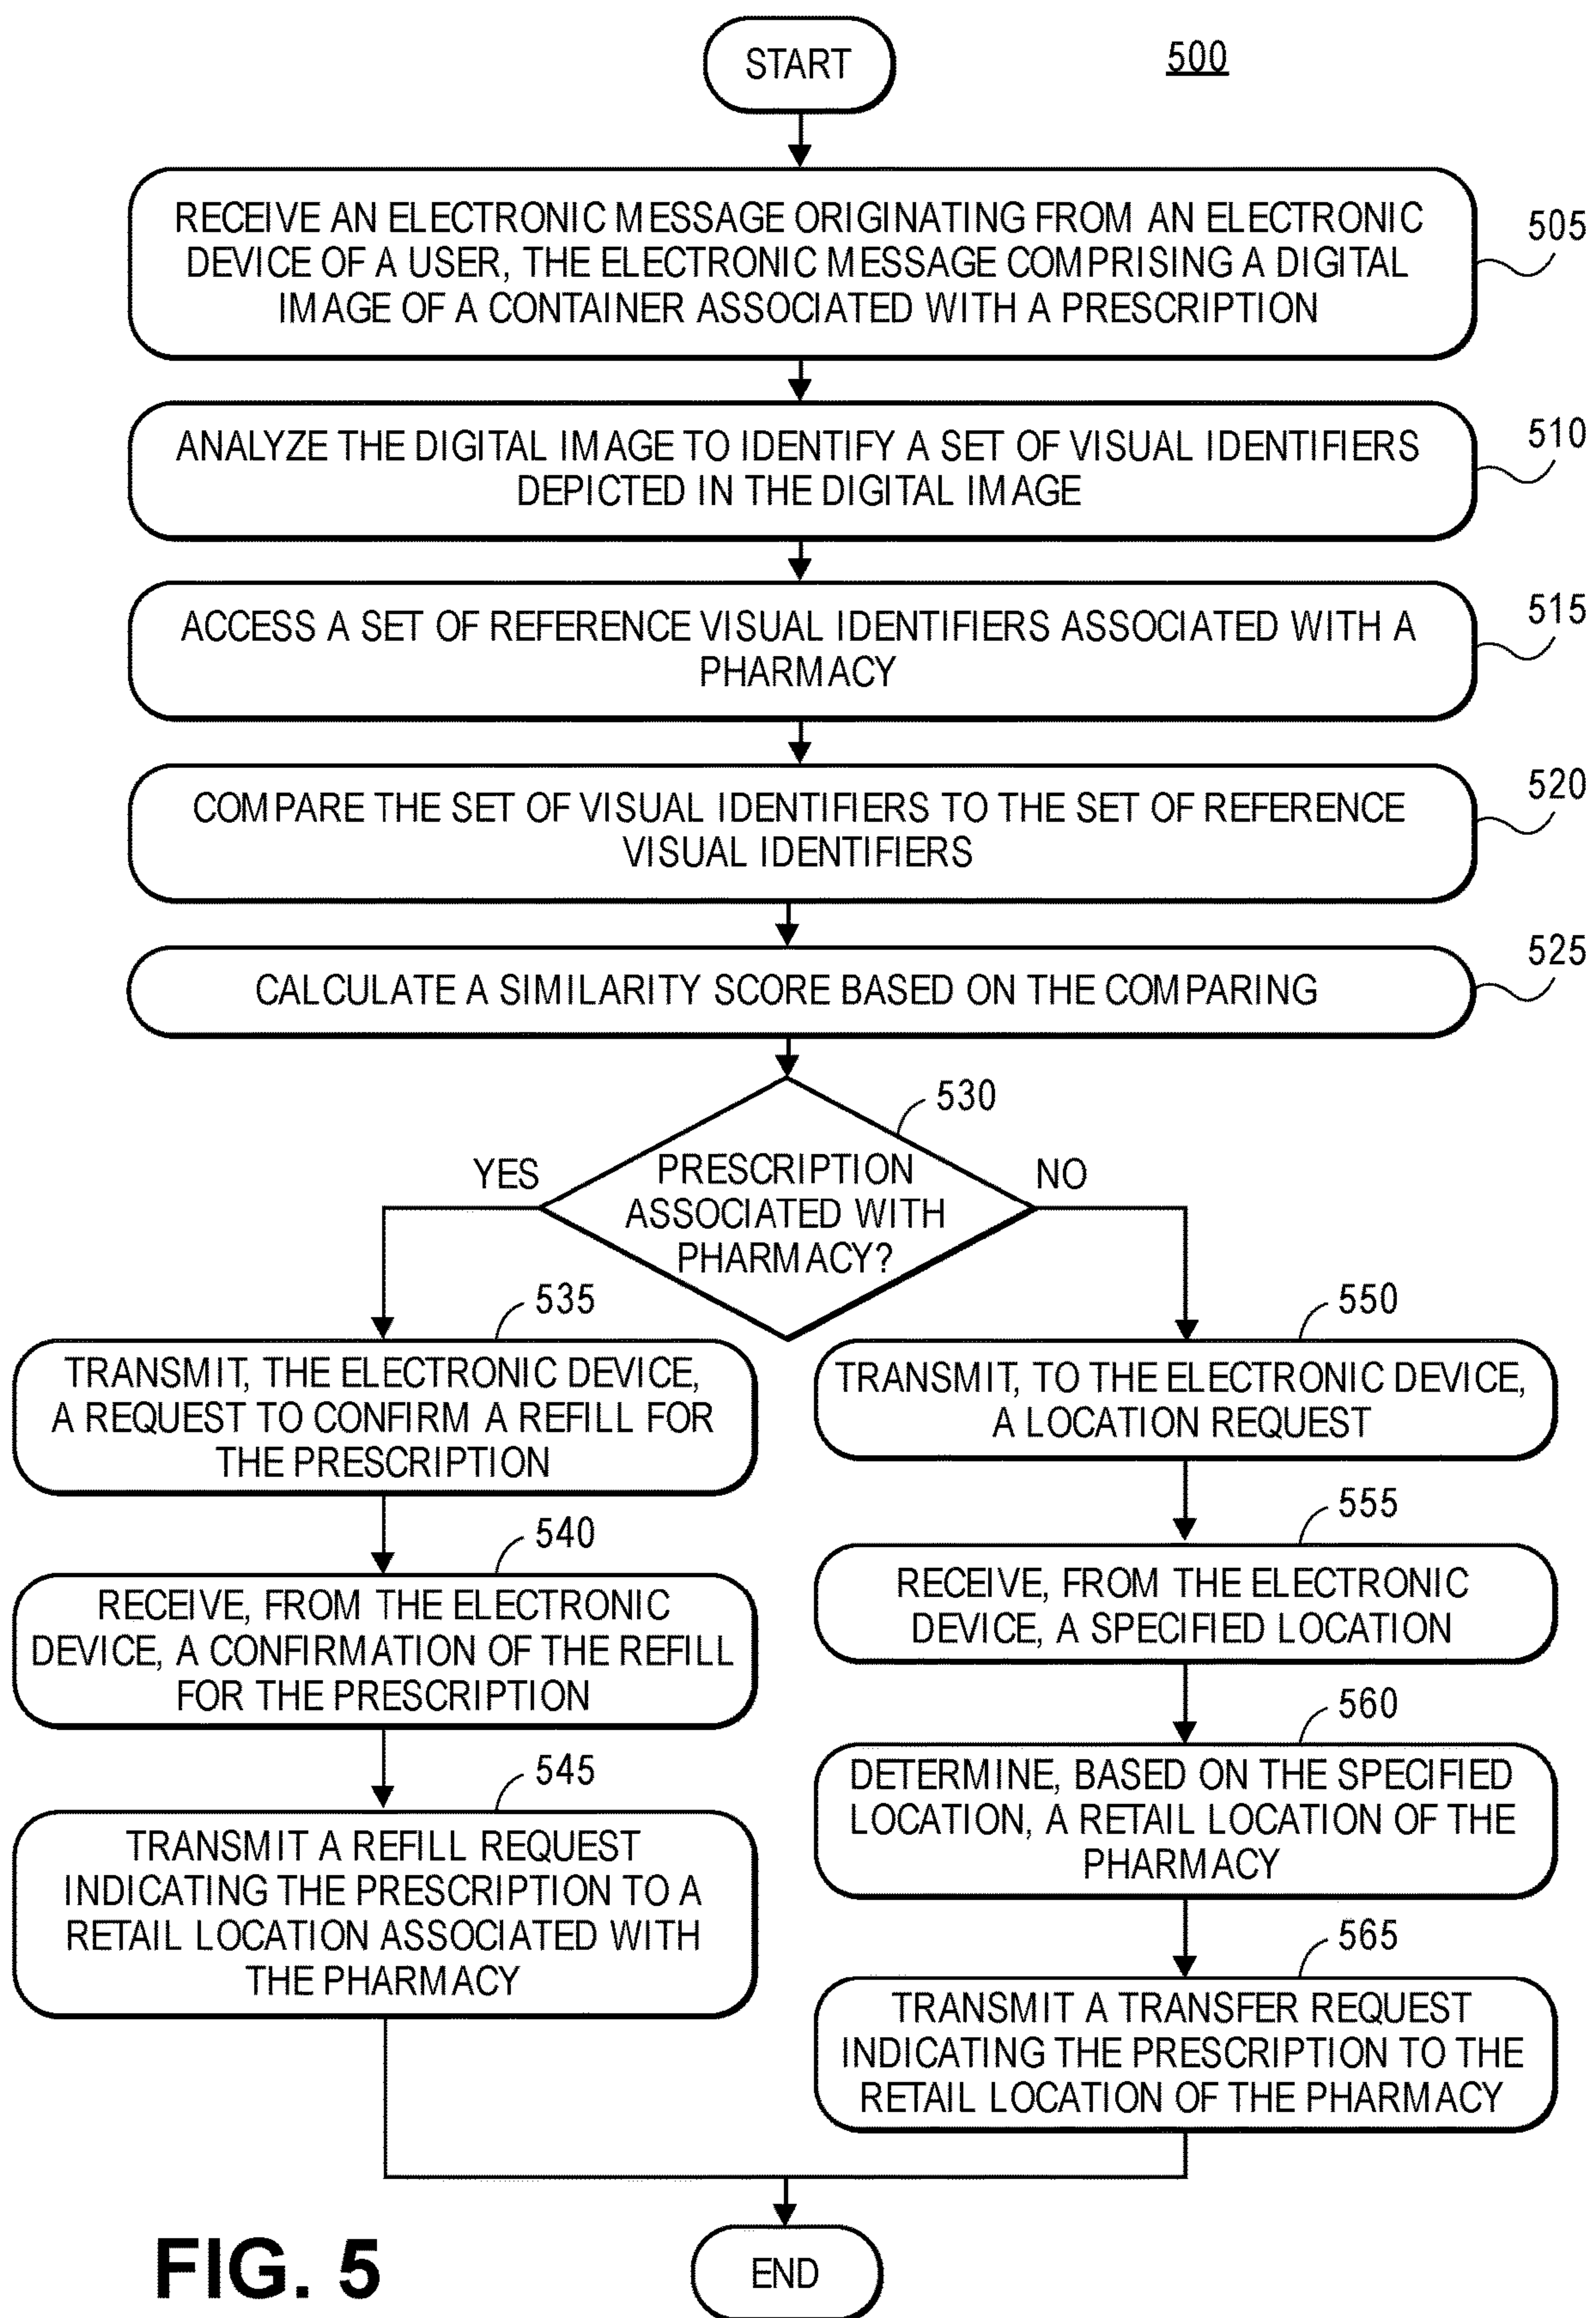 START
500
RECEIVE AN ELECTRONIC MESSAGE ORIGINATING FROM AN ELECTRONIC
DEVICE OF A USER, THE ELECTRONIC MESSAGE COMPRISING A DIGITAL
IMAGE OF A CONTAINER ASSOCIATED WITH A PRESCRIPTION
505
ANALYZE THE DIGITAL IMAGE TO IDENTIFY A SET OF VISUAL IDENTIFIERS
DEPICTED IN THE DIGITAL IMAGE
510
ACCESS A SET OF REFERENCE VISUAL IDENTIFIERS ASSOCIATED WITH A
PHARMACY
515
COMPARE THE SET OF VISUAL IDENTIFIERS TO THE SET OF REFERENCE
VISUAL IDENTIFIERS
520
CALCULATE A SIMILARITY SCORE BASED ON THE COMPARING
525
530
PRESCRIPTION
ASSOCIATED WITH
PHARMACY?
YES
NO
535
TRANSMIT, THE ELECTRONIC DEVICE,
A REQUEST TO CONFIRM A REFILL FOR
THE PRESCRIPTION
540
RECEIVE, FROM THE ELECTRONIC
DEVICE, A CONFIRMATION OF THE REFILL
FOR THE PRESCRIPTION
545
TRANSMIT A REFILL REQUEST
INDICATING THE PRESCRIPTION TO A
RETAIL LOCATION ASSOCIATED WITH
THE PHARMACY
550
TRANSMIT, TO THE ELECTRONIC DEVICE,
A LOCATION REQUEST
555
RECEIVE, FROM THE ELECTRONIC
DEVICE, A SPECIFIED LOCATION
560
DETERMINE, BASED ON THE SPECIFIED
LOCATION, A RETAIL LOCATION OF THE
PHARMACY
565
TRANSMIT A TRANSFER REQUEST
INDICATING THE PRESCRIPTION TO THE
RETAIL LOCATION OF THE PHARMACY
END
FIG. 5